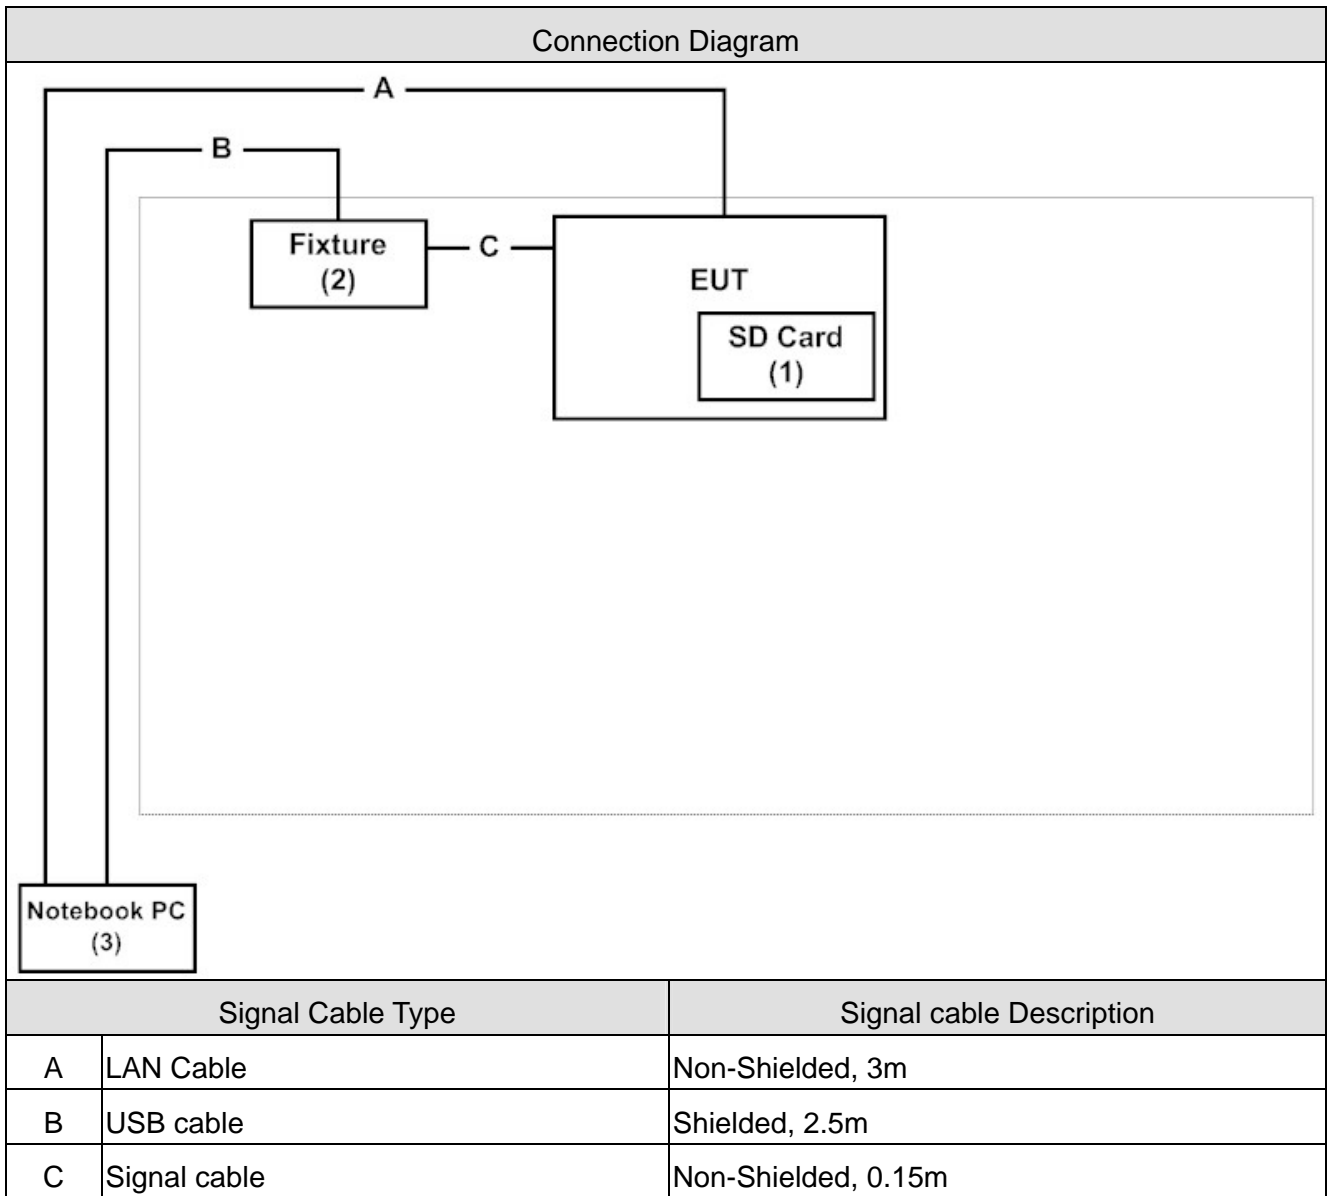 Connection Diagram
A
B
Fixture
(2)
C
EUT
SD Card
(1)
Notebook PC
(3)
Signal Cable Type Signal cable Description
A LAN Cable Non-Shielded, 3m
B USB cable Shielded, 2.5m
C Signal cable Non-Shielded, 0.15m